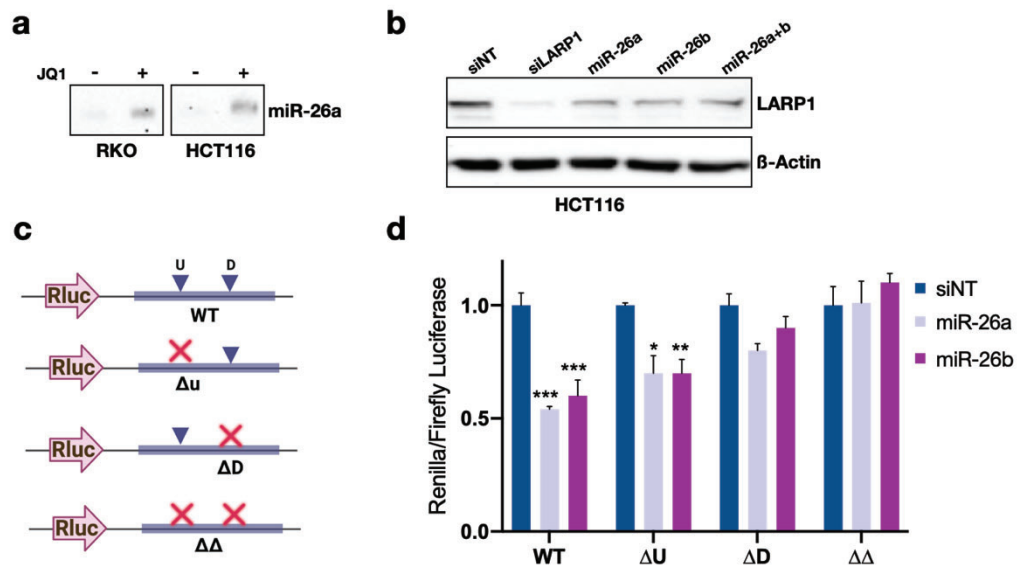 a
JQ1 - + - +
miR-26a
RKO HCT116
b
siNT siLARP1 miR-26a miR-26b miR-26a+b
LARP1
ß-Actin
HCT116
c
U D
Rluc
WT
Rluc
Δu
Rluc
ΔD
Rluc
ΔΔ
d
Renilla/Firefly Luciferase
1.0
0.5
0.0
*** ***
* **
WT ΔU ΔD ΔΔ
siNT
miR-26a
miR-26b